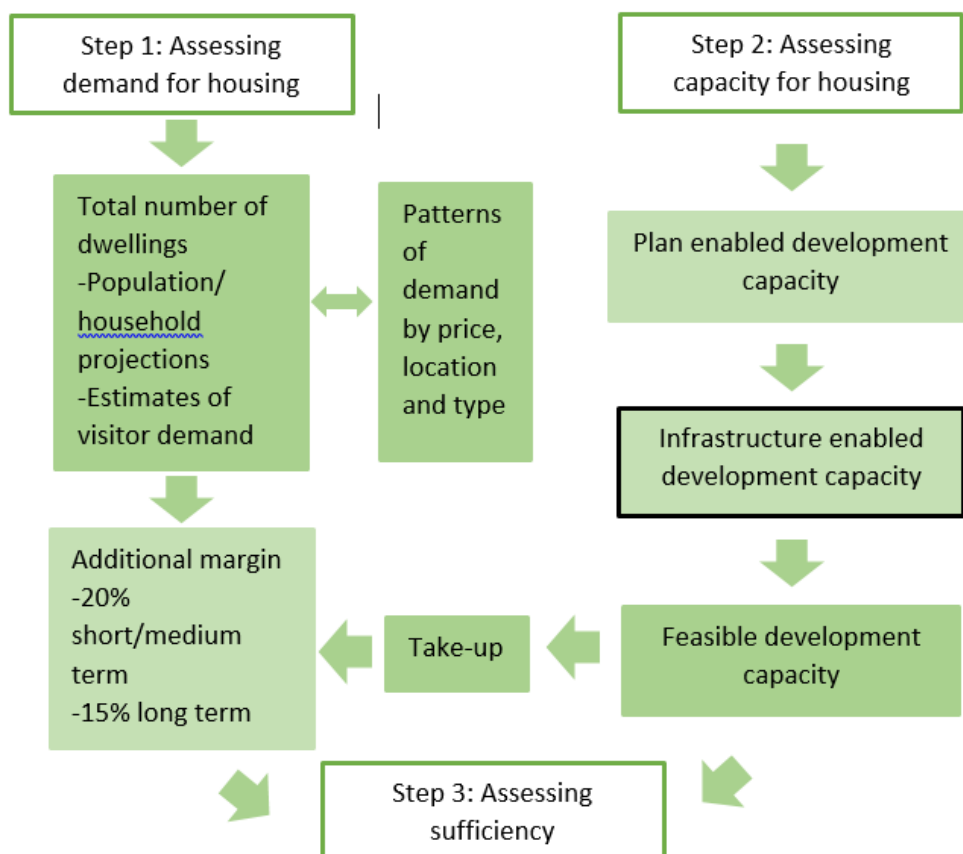 Step 1: Assessing
demand for housing
Total number of
dwellings
-Population/
household
projections
-Estimates of
visitor demand
Patterns
of
demand
by price,
location
and type
Additional margin
-20%
short/medium
term
-15% long term
Take-up
Step 2: Assessing
capacity for housing
Plan enabled development
capacity
Infrastructure enabled
development capacity
Feasible development
capacity
Step 3: Assessing
sufficiency